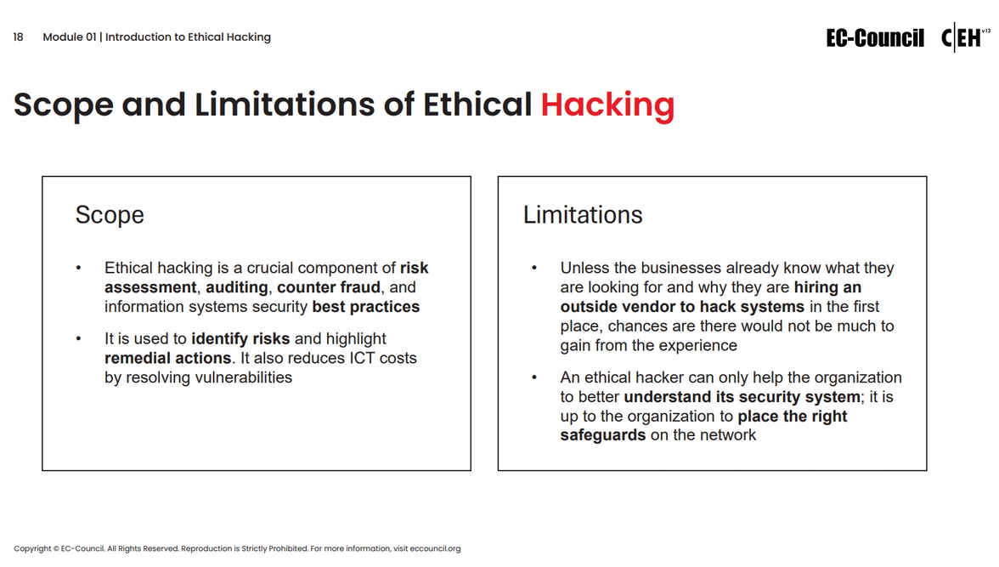 18 Module 01 | Introduction to Ethical Hacking
EC-Council C|EH v13
Scope and Limitations of Ethical Hacking
Scope
• Ethical hacking is a crucial component of risk
assessment, auditing, counter fraud, and
information systems security best practices
• It is used to identify risks and highlight
remedial actions. It also reduces ICT costs
by resolving vulnerabilities
Limitations
• Unless the businesses already know what they
are looking for and why they are hiring an
outside vendor to hack systems in the first
place, chances are there would not be much to
gain from the experience
• An ethical hacker can only help the organization
to better understand its security system; it is
up to the organization to place the right
safeguards on the network
Copyright © EC-Council. All Rights Reserved. Reproduction is Strictly Prohibited. For more information, visit eccouncil.org